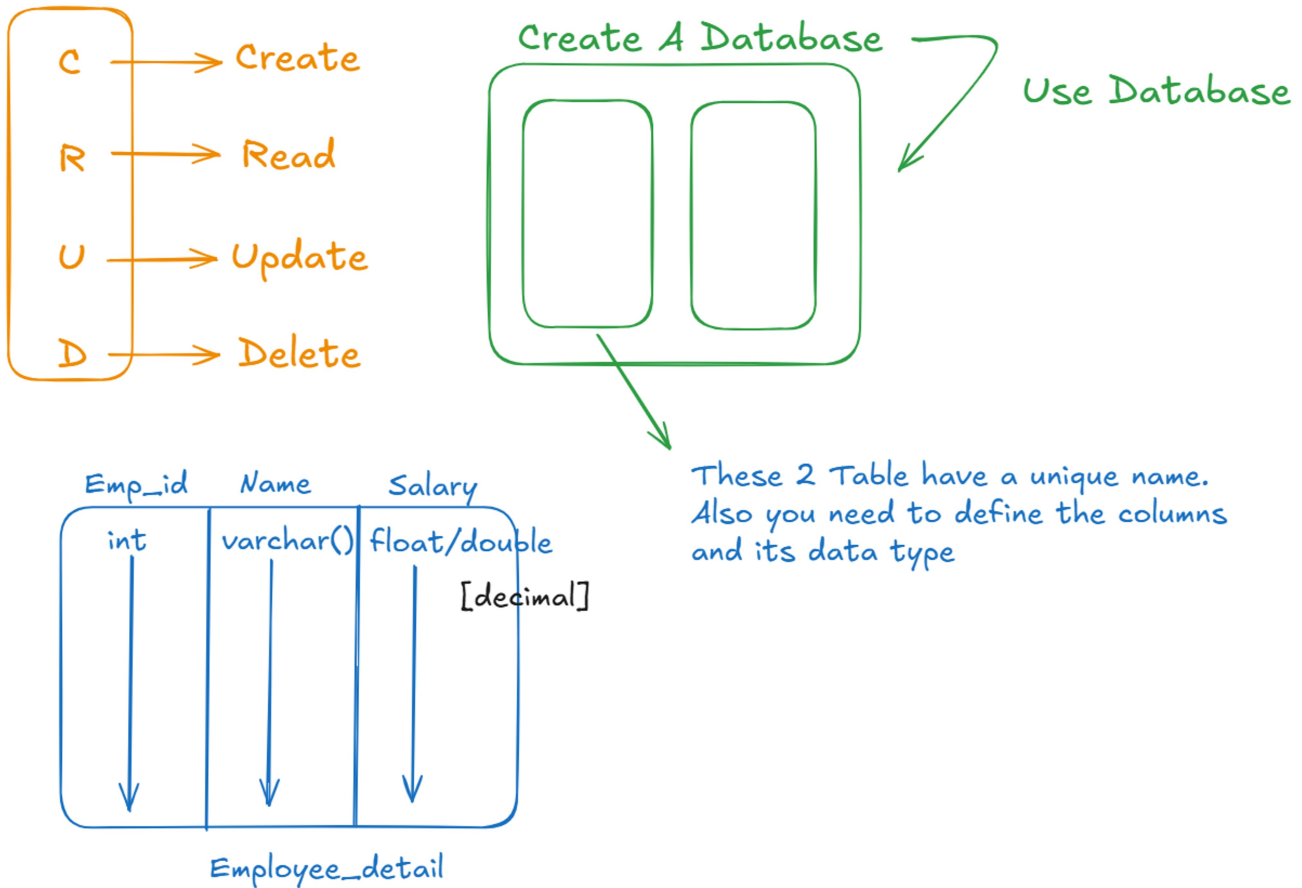 C Create
R Read
U Update
D Delete
Create A Database
Use Database
These 2 Table have a unique name.
Also you need to define the columns
and its data type
Emp_id Name Salary
int varchar() float/double
[decimal]
Employee_detail